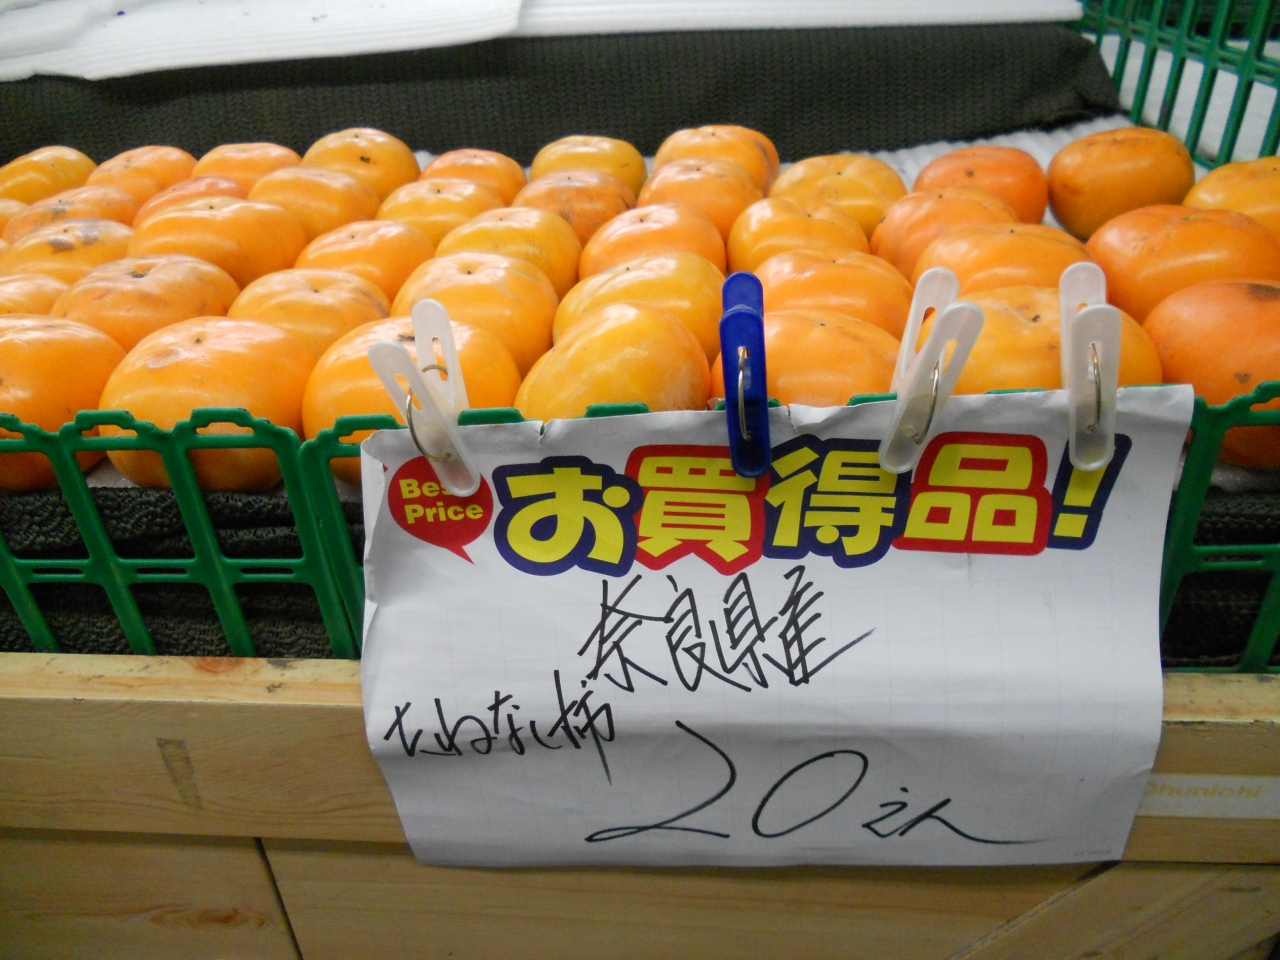 Best
Price
お買得品!
奈良県産
たねなし柿
20えん
Chunichi